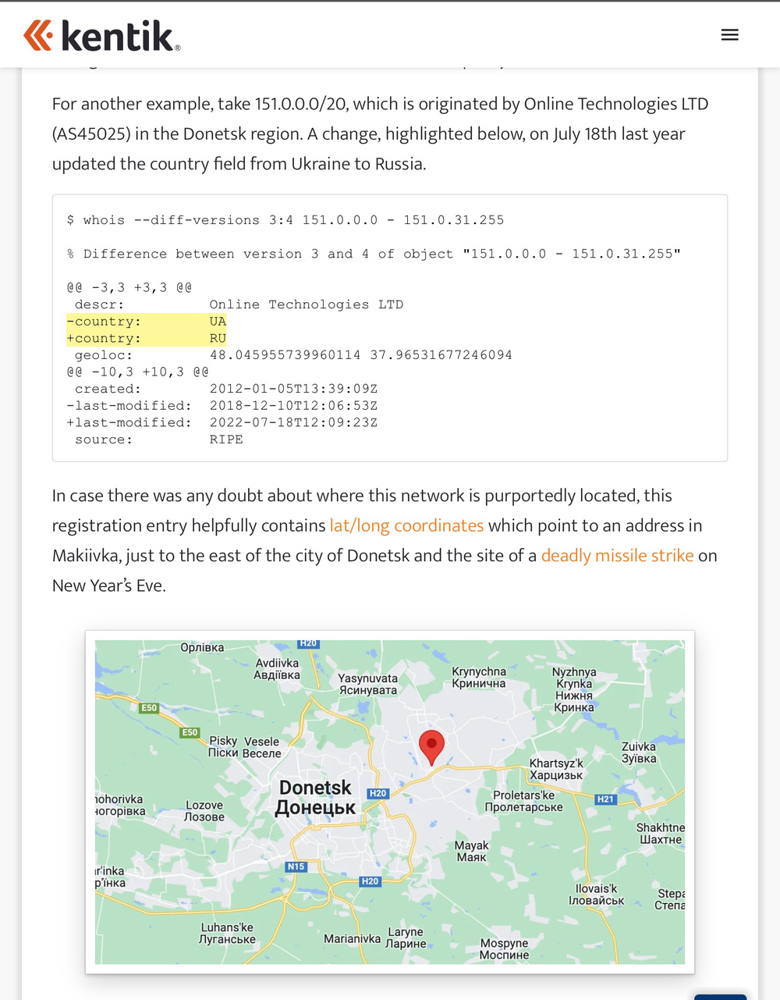 kentik®
For another example, take 151.0.0.0/20, which is originated by Online Technologies LTD
(AS45025) in the Donetsk region. A change, highlighted below, on July 18th last year
updated the country field from Ukraine to Russia.
$ whois --diff-versions 3:4 151.0.0.0 - 151.0.31.255
% Difference between version 3 and 4 of object "151.0.0.0 - 151.0.31.255"
@@ -3,3 +3,3 @@
descr: Online Technologies LTD
-country: UA
+country: RU
geoloc: 48.045955739960114 37.96531677246094
@@ -10,3 +10,3 @@
created: 2012-01-05T13:39:09Z
-last-modified: 2018-12-10T12:06:53Z
+last-modified: 2022-07-18T12:09:23Z
source: RIPE
In case there was any doubt about where this network is purportedly located, this
registration entry helpfully contains lat/long coordinates which point to an address in
Makiivka, just to the east of the city of Donetsk and the site of a deadly missile strike on
New Year's Eve.
H20
Орлівка
Avdiivka
Авдіївка
Yasynuvata
Ясинувата
Krynychna
Кринична
Nyzhnya
Krynka
Нижня
Кринка
E50
E50
Pisky Vesele
Піски Веселе
Zuivka
Зуївка
Khartsyz'k
Харцизьк
Donetsk
Донецьк
H20
Proletars'ke
Пролетарське
H21
hohorivka
ногорівка
Lozove
Лозове
Shakhtne
Шахтне
Mayak
Маяк
r'inka
р'їнка
N15
H20
Ilovais'k
Іловайськ
Stepa
Степа
Luhans'ke
Луганське
Marianivka
Laryne
Ларине
Mospyne
Моспине